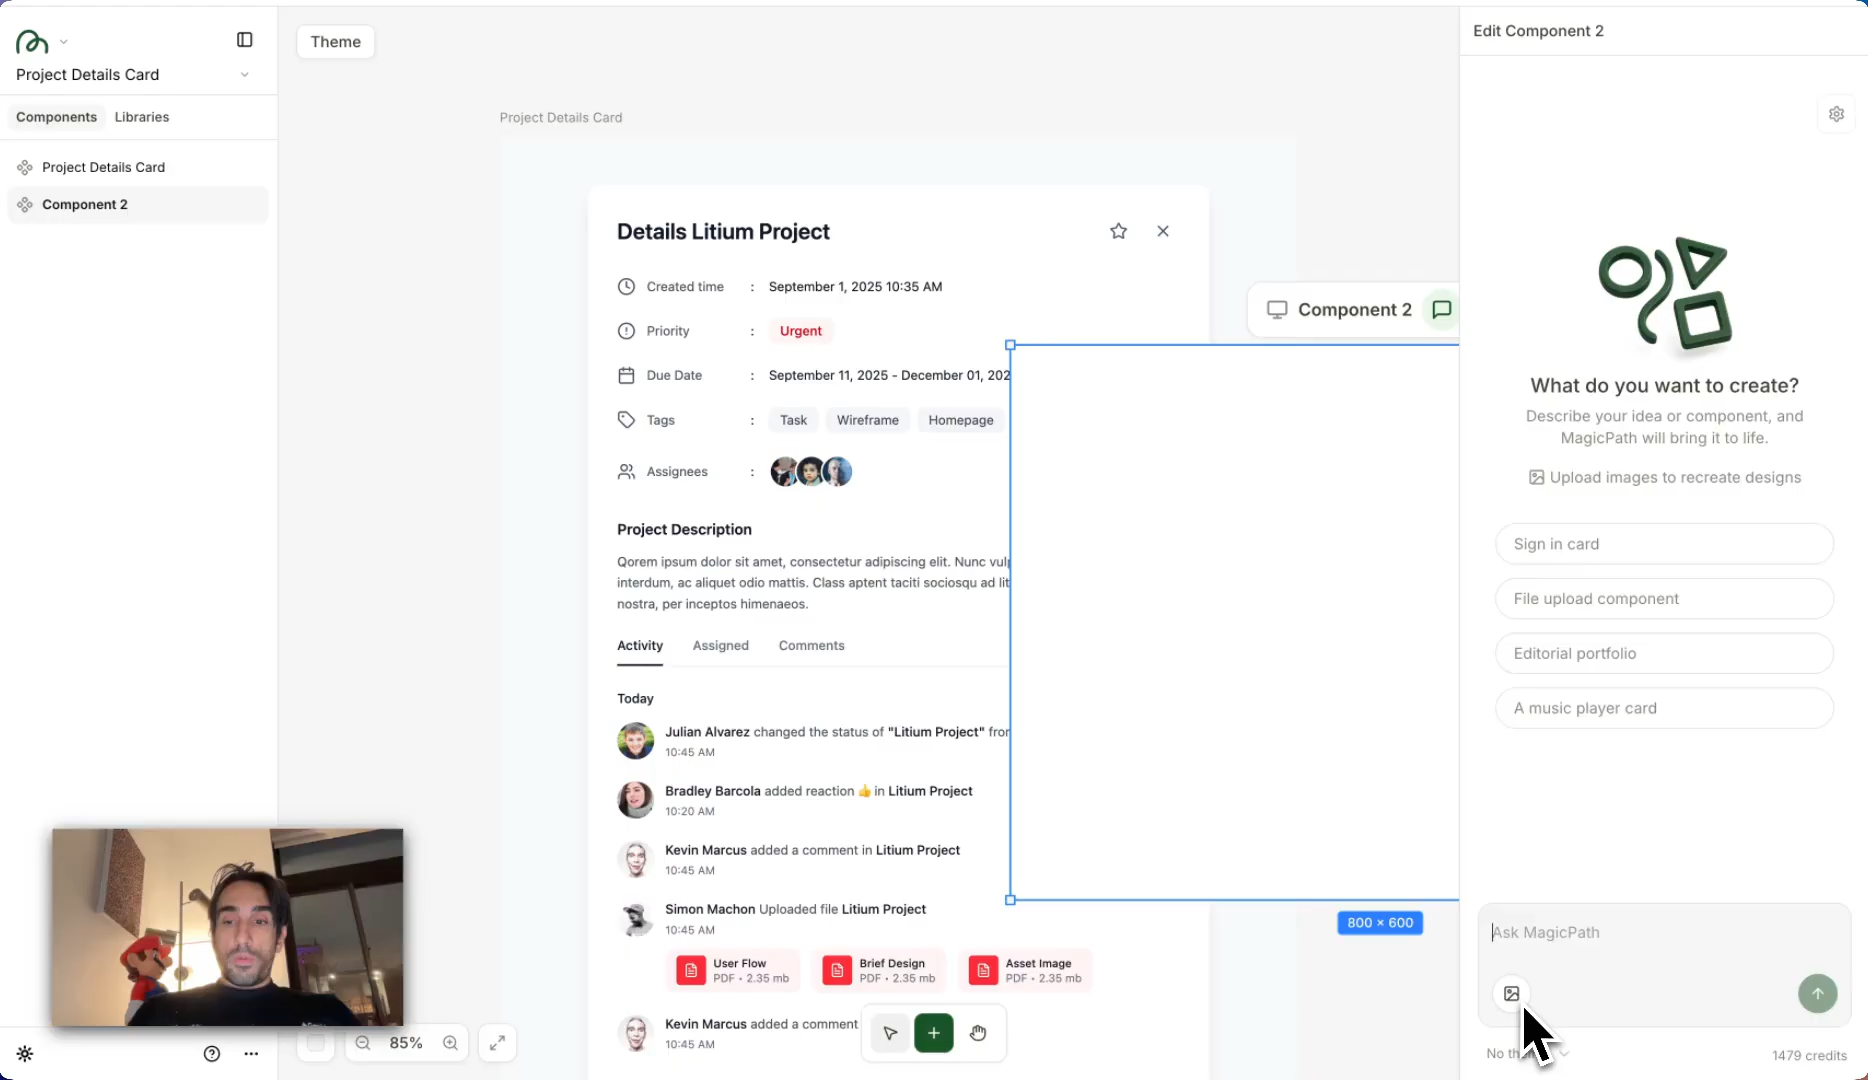 Project Details Card
Components
Libraries
Project Details Card
Component 2
Theme
Project Details Card
Details Litium Project
Created time : September 1, 2025 10:35 AM
Priority : Urgent
Due Date : September 11, 2025 - December 01, 202
Tags : Task Wireframe Homepage
Assignees :
Project Description
Qorem ipsum dolor sit amet, consectetur adipiscing elit. Nunc vulp
interdum, ac aliquet odio mattis. Class aptent taciti sociosqu ad lit
nostra, per inceptos himenaeos.
Activity Assigned Comments
Today
Julian Alvarez changed the status of "Litium Project" from
10:45 AM
Bradley Barcola added reaction 👍 in Litium Project
10:20 AM
Kevin Marcus added a comment in Litium Project
10:45 AM
Simon Machon Uploaded file Litium Project
10:45 AM
User Flow
PDF • 2.35 mb
Brief Design
PDF • 2.35 mb
Asset Image
PDF • 2.35 mb
Kevin Marcus added a comment
10:45 AM
85%
Component 2
800 × 600
Edit Component 2
What do you want to create?
Describe your idea or component, and
MagicPath will bring it to life.
Upload images to recreate designs
Sign in card
File upload component
Editorial portfolio
A music player card
Ask MagicPath
No
1479 credits